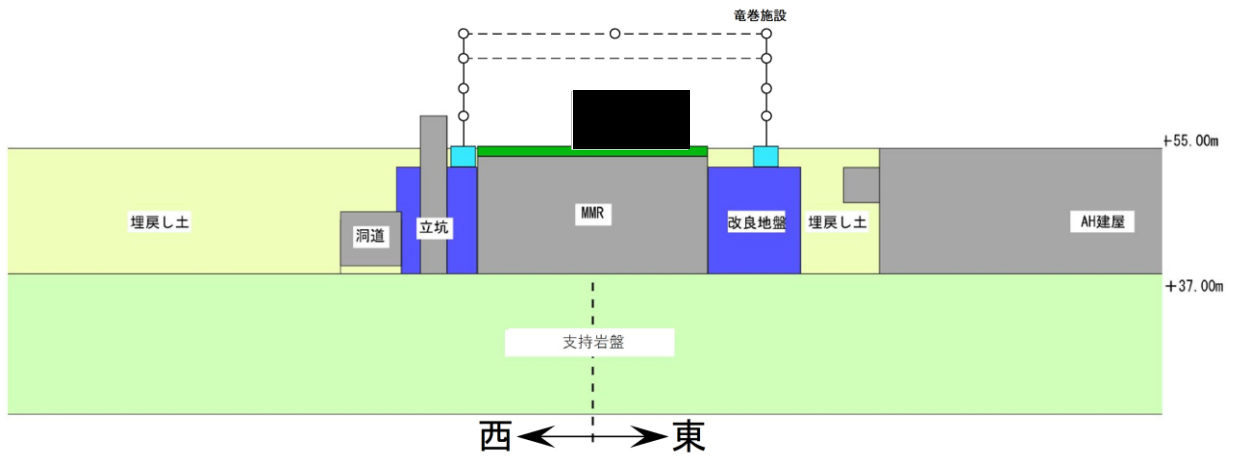 竜巻施設
+55.00m
埋戻し土
洞道
立坑
MMR
改良地盤
埋戻し土
AH建屋
+37.00m
支持岩盤
西
東